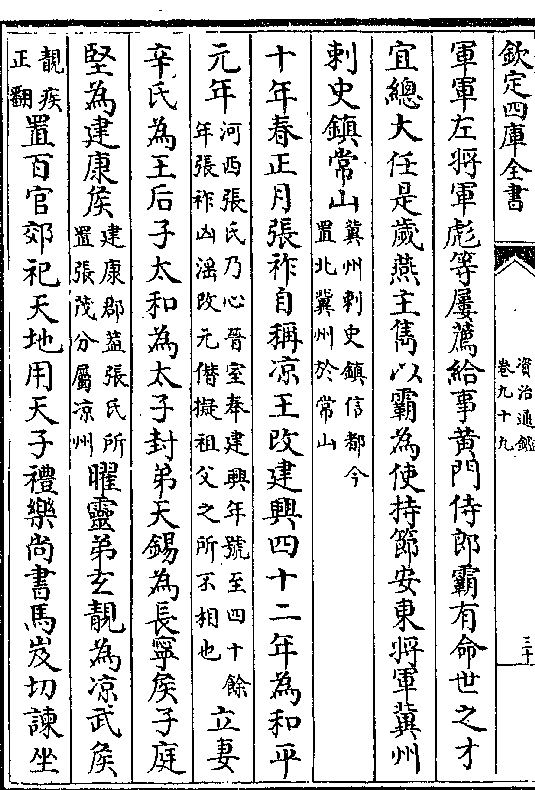 欽定四庫全書
資治通鑑
卷九十九
三十
軍軍左將軍彪等屢薦給事黄門侍郎霸有命世之才
宜總大任是歲燕主儁以霸為使持節安東將軍冀州
刺史鎮常山冀州刺史鎮信都今
置北冀州於常山
十年春正月張祚自稱凉王改建興四十二年為和平
元年河西張氏乃心晉室奉建興年號至四十餘
年張祚凶滛改元僣擬祖父之所不相也立妻
辛氏為王后子太和為太子封弟天錫為長寧侯子庭
堅為建康侯建康郡蓋張氏所
置張茂分屬凉州曜靈弟玄靚為凉武侯
靚疾
正翻置百官郊祀天地用天子禮樂尚書馬岌切諫坐